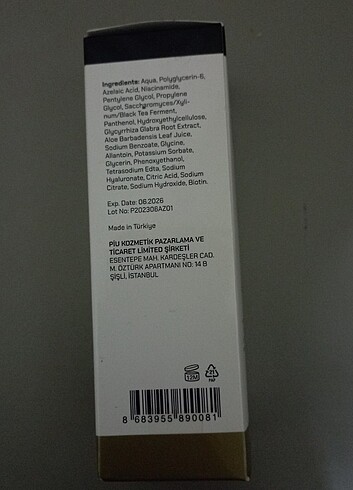 Ingrediante: Aqua, Polyglycerin-6,
Azelaic Acid, Niacinamide,
Pentylene Glycol, Propylene
Glycol, Saccharomyces/Xyli-
num/Black Tea Ferment,
Panthenol, Hydroxyethylcellulose,
Glycyrrhiza Glabra Root Extract,
Aloe Barbadensis Leaf Juice,
Sodium Benzoate, Glycine,
Allantoin, Potassium Sorbate,
Glycerin, Phenoxyethanol,
Tetrasodium Edta, Sodium
Hyaluronate, Citric Acid, Sodium
Citrate, Sodium Hydroxide, Biotin.
Exp. Date: 06.2026
Lot No: P202306AZ01
Made in Türkiye
PİU KOZMETİK PAZARLAMA VE
TİCARET LİMİTED ŞİRKETİ
ESENTEPE MAH. KARDEŞLER CAD.
M. ÖZTÜRK APARTMANI NO: 14 B
ŞİŞLİ, İSTANBUL
12M
21
PAP
8 683955 890081